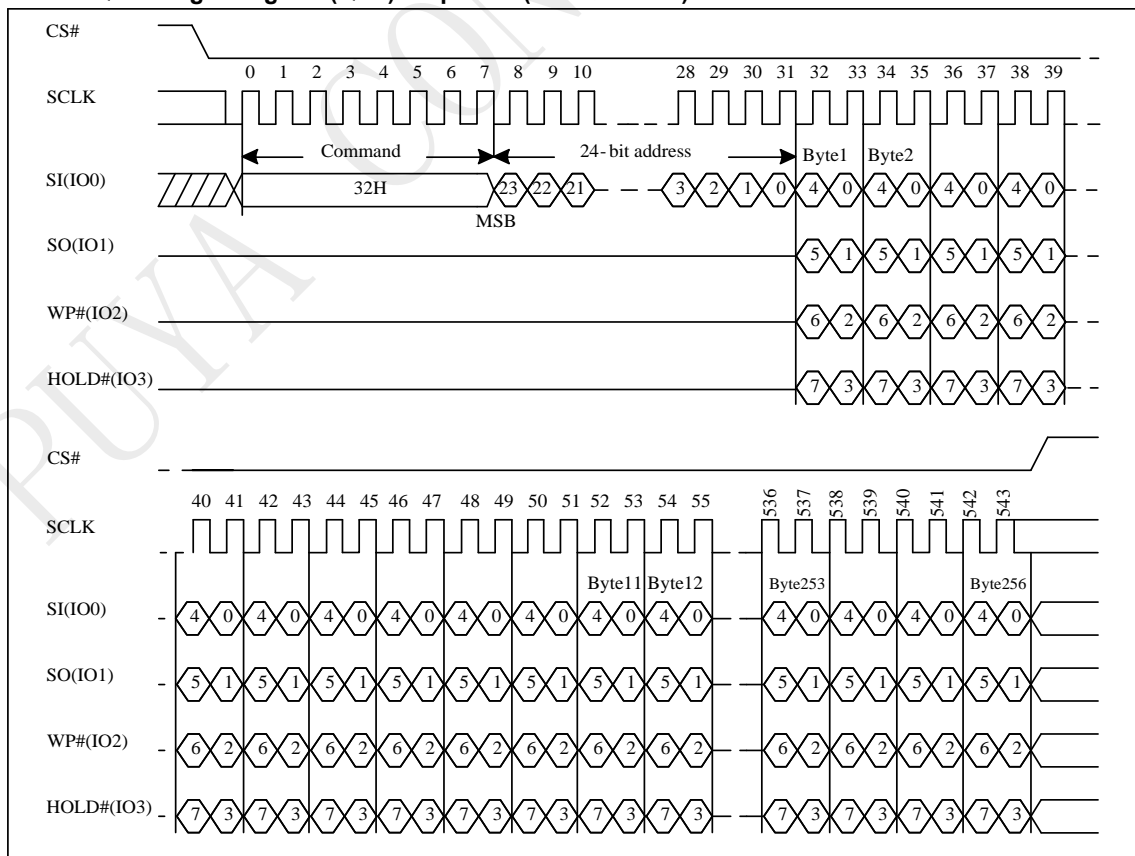 CS#
0 1 2 3 4 5 6 7 8 9 10 28 29 30 31 32 33 34 35 36 37 38 39
SCLK
Command 24-bit address Byte1 Byte2
SI(IO0) 32H 23 22 21 3 2 1 0 4 0 4 0 4 0 4 0
MSB
SO(IO1) 5 1 5 1 5 1 5 1
WP#(IO2) 6 2 6 2 6 2 6 2
HOLD#(IO3) 7 3 7 3 7 3 7 3
CS#
40 41 42 43 44 45 46 47 48 49 50 51 52 53 54 55 536 537 538 539 540 541 542 543
SCLK
Byte11 Byte12 Byte253 Byte256
SI(IO0) 4 0 4 0 4 0 4 0 4 0 4 0 4 0 4 0 4 0 4 0 4 0 4 0
SO(IO1) 5 1 5 1 5 1 5 1 5 1 5 1 5 1 5 1 5 1 5 1 5 1 5 1
WP#(IO2) 6 2 6 2 6 2 6 2 6 2 6 2 6 2 6 2 6 2 6 2 6 2 6 2
HOLD#(IO3) 7 3 7 3 7 3 7 3 7 3 7 3 7 3 7 3 7 3 7 3 7 3 7 3
PUYA CON